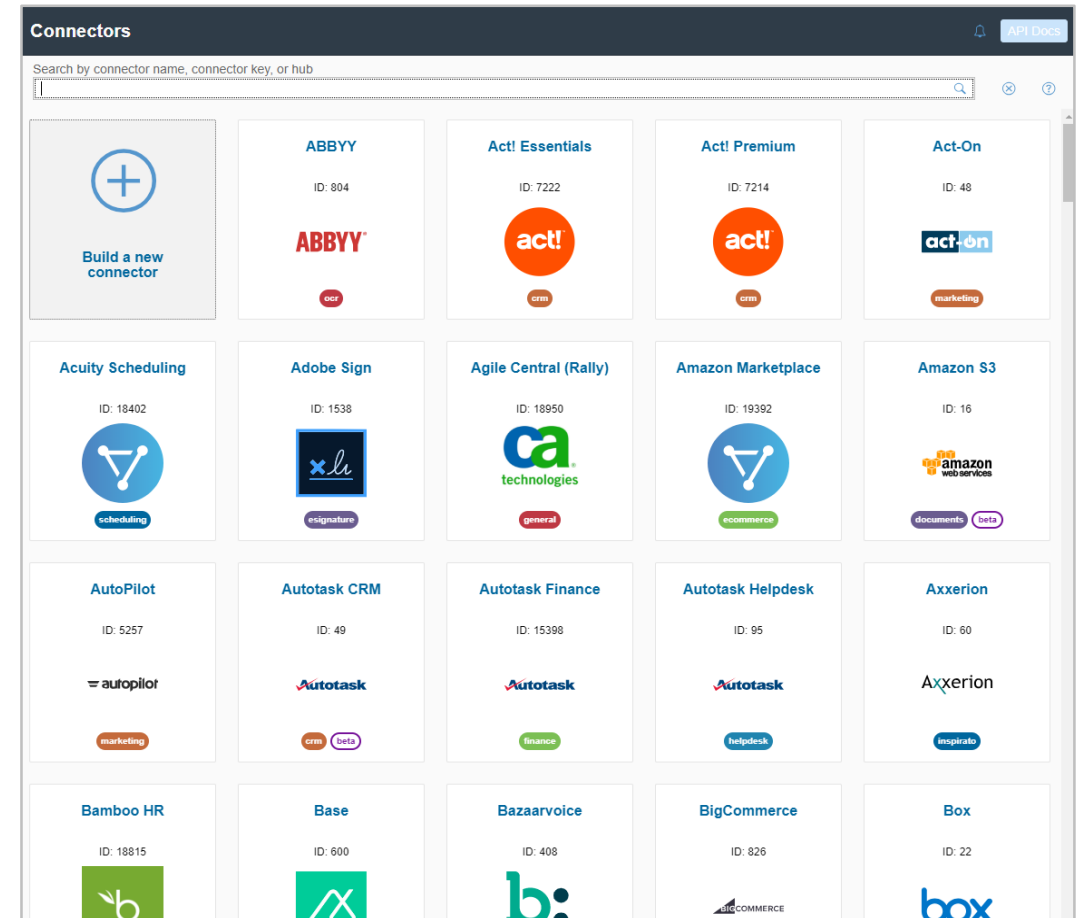 Connectors
API Docs
Search by connector name, connector key, or hub
Build a new
connector
ABBYY
ID: 804
ABBYY
ocr
Act! Essentials
ID: 7222
act!
crm
Act! Premium
ID: 7214
act!
crm
Act-On
ID: 48
act-on
marketing
Acuity Scheduling
ID: 18402
scheduling
Adobe Sign
ID: 1538
esignature
Agile Central (Rally)
ID: 18950
ca
technologies
general
Amazon Marketplace
ID: 19392
ecommerce
Amazon S3
ID: 16
amazon
web services
documents beta
AutoPilot
ID: 5257
autopilot
marketing
Autotask CRM
ID: 49
Autotask
crm beta
Autotask Finance
ID: 15398
Autotask
finance
Autotask Helpdesk
ID: 95
Autotask
helpdesk
Axxerion
ID: 60
Axxerion
inspirato
Bamboo HR
ID: 18815
b
Base
ID: 600
Bazaarvoice
ID: 408
b:
BigCommerce
ID: 826
BIGCOMMERCE
Box
ID: 22
box